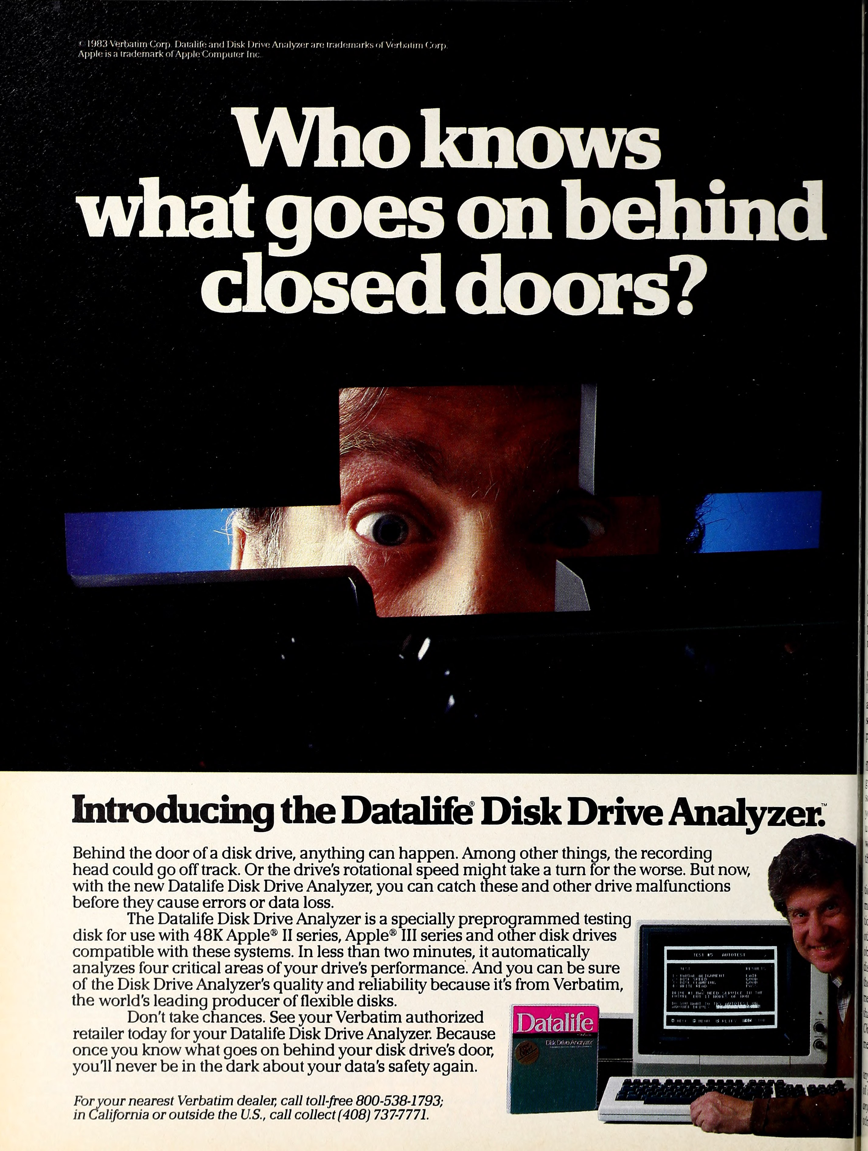 © 1983 Verbatim Corp. Datalife and Disk Drive Analyzer are trademarks of Verbatim Corp.
Apple is a trademark of Apple Computer Inc.
Who knows
what goes on behind
closed doors?
Introducing the Datalife® Disk Drive Analyzer.™
Behind the door of a disk drive, anything can happen. Among other things, the recording
head could go off track. Or the drive's rotational speed might take a turn for the worse. But now,
with the new Datalife Disk Drive Analyzer, you can catch these and other drive malfunctions
before they cause errors or data loss.
The Datalife Disk Drive Analyzer is a specially preprogrammed testing
disk for use with 48K Apple® II series, Apple® III series and other disk drives
compatible with these systems. In less than two minutes, it automatically
analyzes four critical areas of your drive's performance. And you can be sure
of the Disk Drive Analyzer's quality and reliability because it's from Verbatim,
the world's leading producer of flexible disks.
Don't take chances. See your Verbatim authorized
retailer today for your Datalife Disk Drive Analyzer. Because
once you know what goes on behind your disk drive's door,
you'll never be in the dark about your data's safety again.
For your nearest Verbatim dealer, call toll-free 800-538-1793;
in California or outside the U.S., call collect (408) 737-7771.
Datalife
Disk Drive Analyzer
TEST #5 AUTOTEST